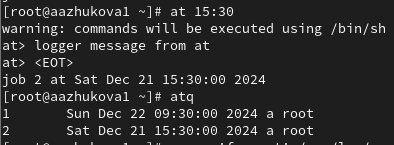 [root@aazhukova1 ~]# at 15:30
warning: commands will be executed using /bin/sh
at> logger message from at
at> <EOT>
job 2 at Sat Dec 21 15:30:00 2024
[root@aazhukova1 ~]# atq
1       Sun Dec 22 09:30:00 2024 a root
2       Sat Dec 21 15:30:00 2024 a root